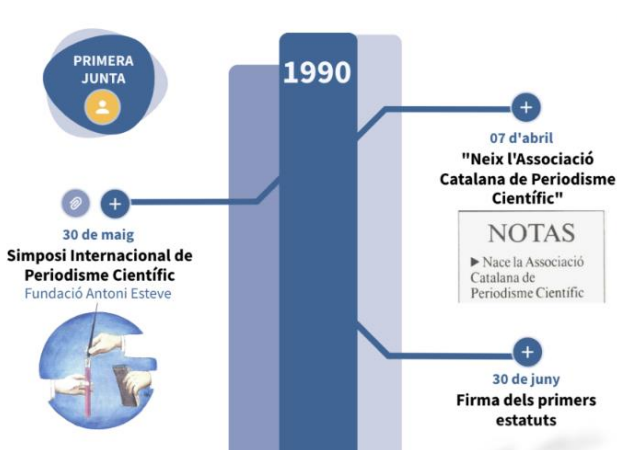 PRIMERA
JUNTA
1990
07 d'abril
"Neix l'Associació
Catalana de Periodisme
Científic"
NOTAS
▶ Nace la Associació
Catalana de
Periodisme Científic
30 de maig
Simposi Internacional de
Periodisme Científic
Fundació Antoni Esteve
30 de juny
Firma dels primers
estatuts